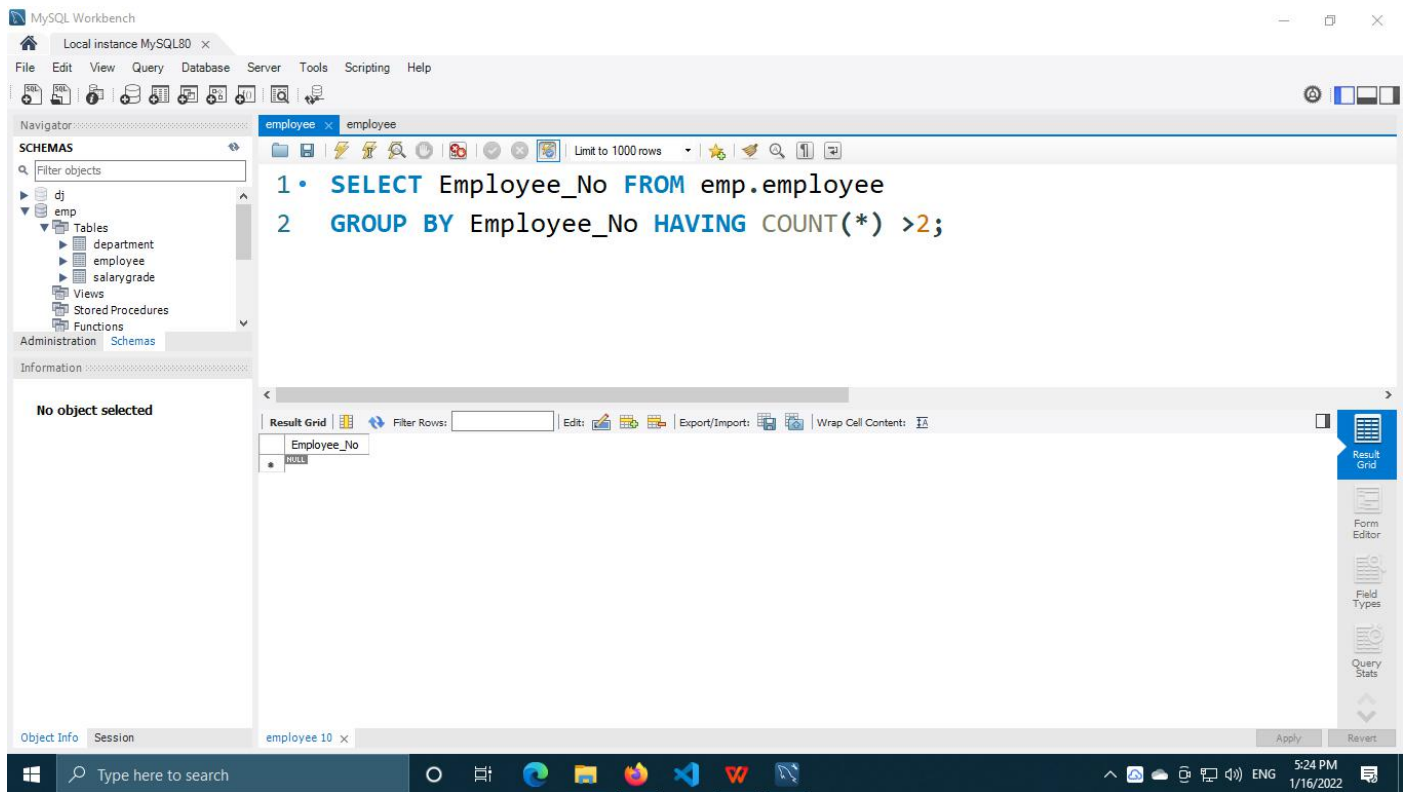 MySQL Workbench
Local instance MySQL80
File Edit View Query Database Server Tools Scripting Help
Navigator
employee employee
SCHEMAS
Limit to 1000 rows
Filter objects
dj
emp
Tables
department
employee
salarygrade
Views
Stored Procedures
Functions
1 SELECT Employee_No FROM emp.employee
2 GROUP BY Employee_No HAVING COUNT(*) >2;
Administration Schemas
Information
No object selected
Result Grid Filter Rows: Edit: Export/Import: Wrap Cell Content:
Employee_No
NULL
Result
Grid
Form
Editor
Field
Types
Query
Stats
Object Info Session
employee 10
Apply Revert
Type here to search
ENG
5:24 PM
1/16/2022